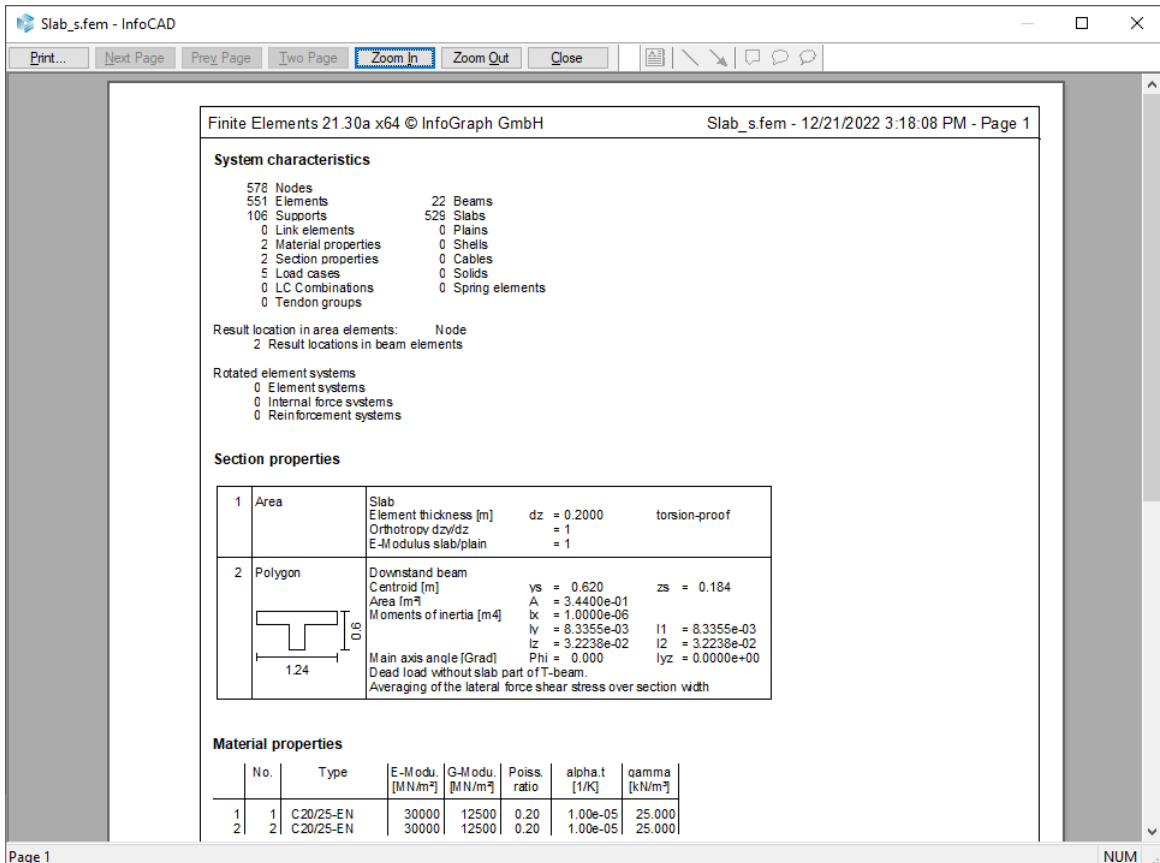 Slab_s.fem - InfoCAD
Print... Next Page Prev Page Two Page Zoom In Zoom Out Close
Finite Elements 21.30a x64 © InfoGraph GmbH Slab_s.fem - 12/21/2022 3:18:08 PM - Page 1
System characteristics
578 Nodes
551 Elements 22 Beams
106 Supports 529 Slabs
0 Link elements 0 Plains
2 Material properties 0 Shells
2 Section properties 0 Cables
5 Load cases 0 Solids
0 LC Combinations 0 Spring elements
0 Tendon groups
Result location in area elements: Node
2 Result locations in beam elements
Rotated element systems
0 Element systems
0 Internal force systems
0 Reinforcement systems
Section properties
1 Area Slab
Element thickness [m] dz = 0.2000 torsion-proof
Orthotropy dzy/dz = 1
E-Modulus slab/plain = 1
2 Polygon Downstand beam
Centroid [m] ys = 0.620 zs = 0.184
Area [m²] A = 3.4400e-01
Moments of inertia [m4] Ix = 1.0000e-06
Iy = 8.3355e-03 I1 = 8.3355e-03
Iz = 3.2238e-02 I2 = 3.2238e-02
Main axis angle [Grad] Phi = 0.000 Iyz = 0.0000e+00
Dead load without slab part of T-beam.
Averaging of the lateral force shear stress over section width
0.6
1.24
Material properties
No. Type E-Modu. G-Modu. Poiss. alpha.t gamma
[MN/m²] [MN/m²] ratio [1/K] [kN/m³]
1 1 C20/25-EN 30000 12500 0.20 1.00e-05 25.000
2 2 C20/25-EN 30000 12500 0.20 1.00e-05 25.000
Page 1 NUM